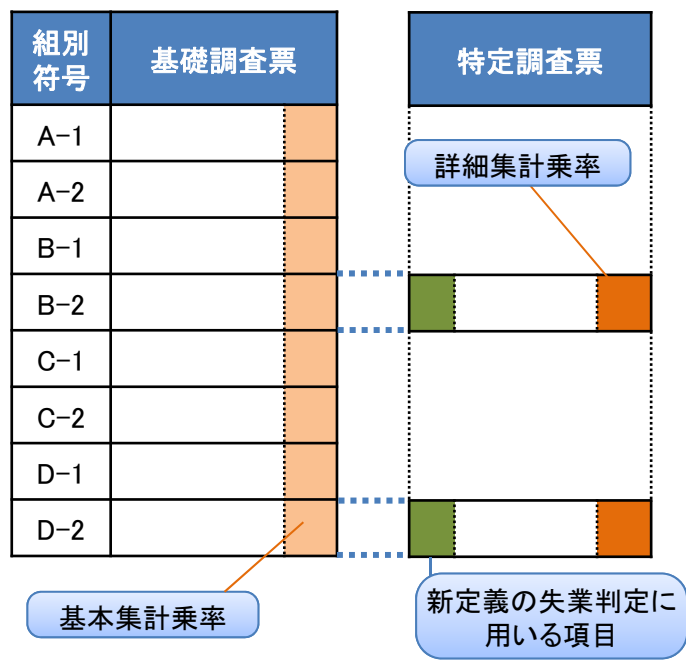 組別
符号
基礎調査票
特定調査票
A-1
A-2
B-1
B-2
C-1
C-2
D-1
D-2
詳細集計乗率
基本集計乗率
新定義の失業判定に
用いる項目